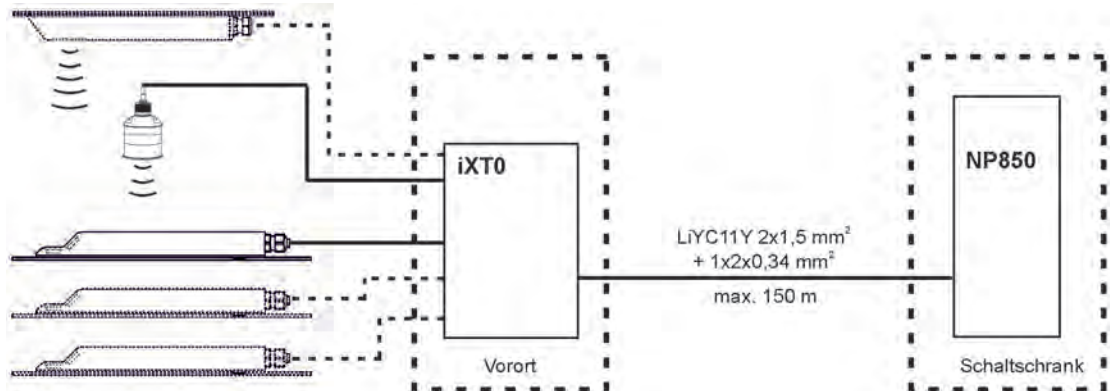 iXT0
NP850
LiYC11Y 2x1,5 mm²
+ 1x2x0,34 mm²
max. 150 m
Vorort
Schaltschrank